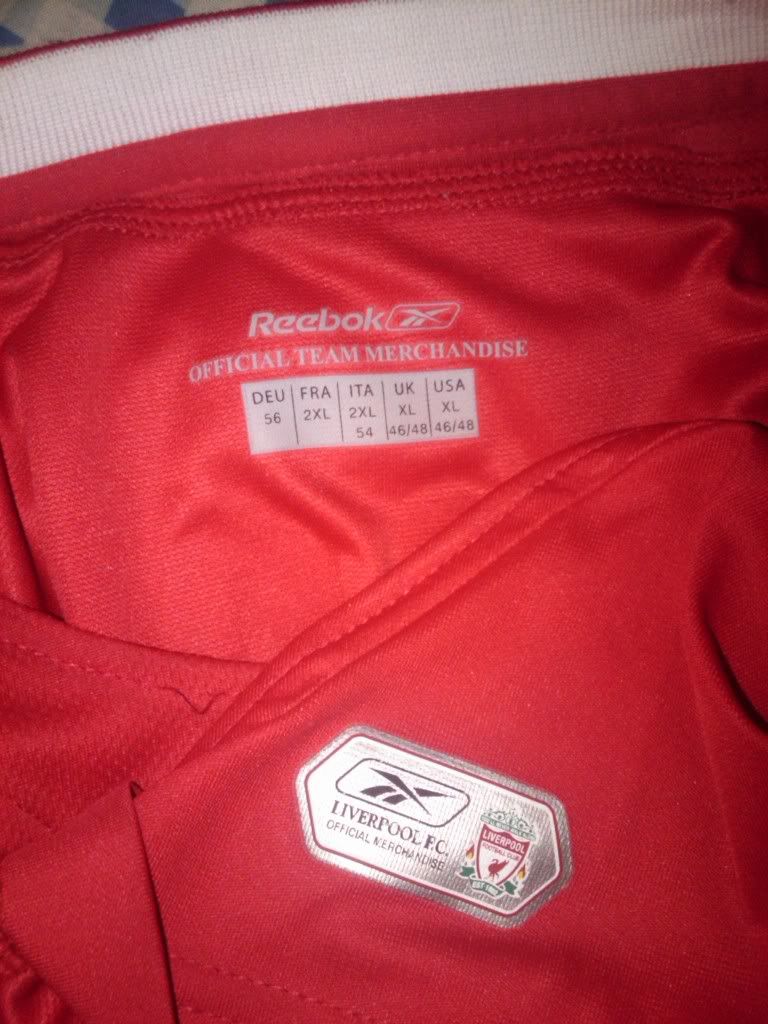 Reebok
OFFICIAL TEAM MERCHANDISE
DEU FRA ITA UK USA
56 2XL 2XL XL XL
54 46/48 46/48
LIVERPOOL F.C.
OFFICIAL MERCHANDISE
LIVERPOOL
FOOTBALL CLUB